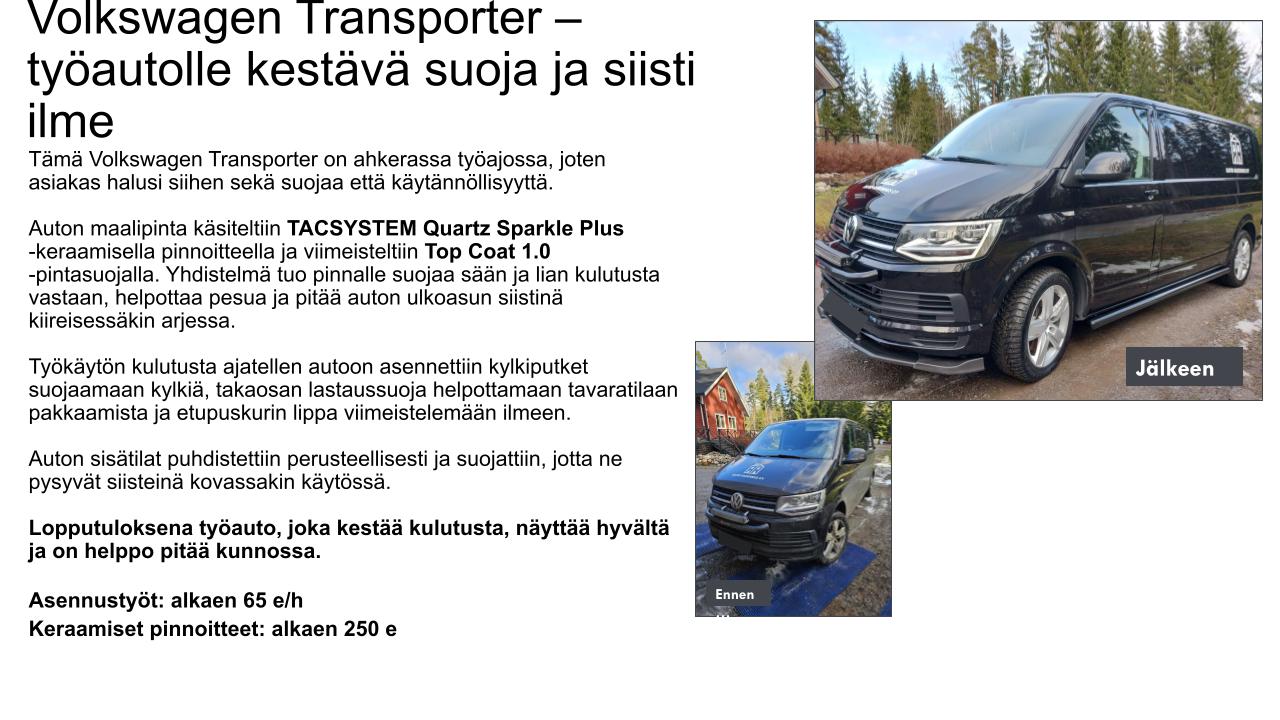 Volkswagen Transporter –
työautolle kestävä suoja ja siisti
ilme
Tämä Volkswagen Transporter on ahkerassa työajossa, joten
asiakas halusi siihen sekä suojaa että käytännöllisyyttä.
Auton maalipinta käsiteltiin TACSYSTEM Quartz Sparkle Plus
-keraamisella pinnoitteella ja viimeisteltiin Top Coat 1.0
-pintasuojalla. Yhdistelmä tuo pinnalle suojaa sään ja lian kulutusta
vastaan, helpottaa pesua ja pitää auton ulkoasun siistinä
kiireisessäkin arjessa.
Työkäytön kulutusta ajatellen autoon asennettiin kylkiputket
suojaamaan kylkiä, takaosan lastaussuoja helpottamaan tavaratilaan
pakkaamista ja etupuskurin lippa viimeistelemään ilmeen.
Auton sisätilat puhdistettiin perusteellisesti ja suojattiin, jotta ne
pysyvät siisteinä kovassakin käytössä.
Lopputuloksena työauto, joka kestää kulutusta, näyttää hyvältä
ja on helppo pitää kunnossa.
Asennustyöt: alkaen 65 e/h
Keraamiset pinnoitteet: alkaen 250 e
Jälkeen
Ennen